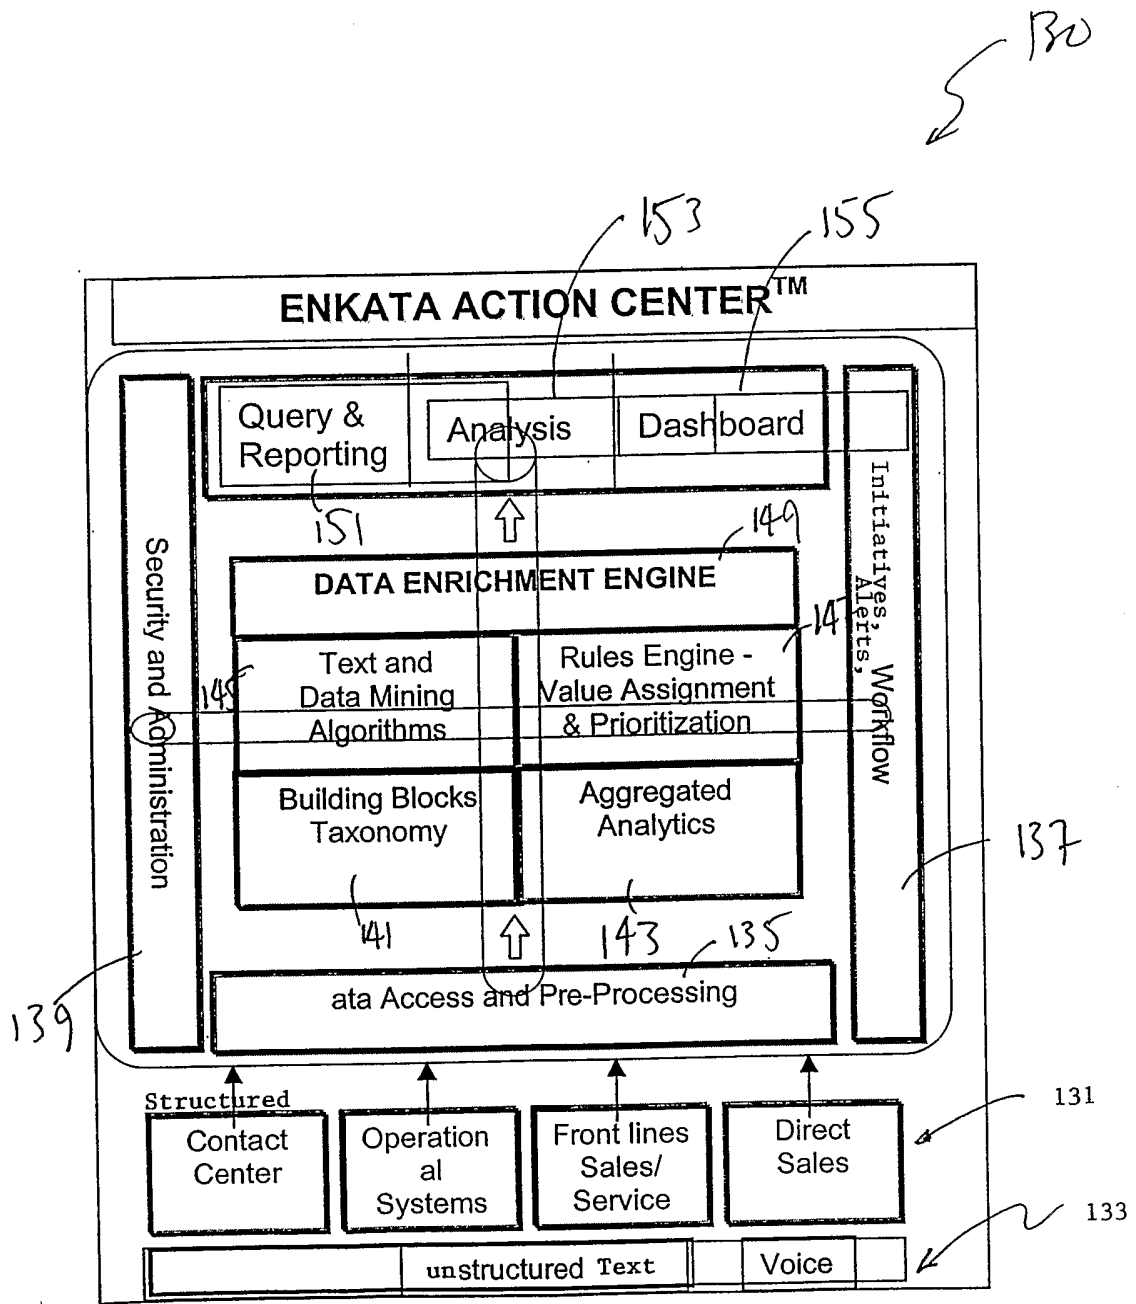 130
153
155
ENKATA ACTION CENTER™
Query &
Reporting
Analysis
Dashboard
151
149
DATA ENRICHMENT ENGINE
Security and Administration
Initiatives, Workflow
Alerts,
145
Text and
Data Mining
Algorithms
147
Rules Engine -
Value Assignment
& Prioritization
Building Blocks
Taxonomy
Aggregated
Analytics
137
141
143
135
ata Access and Pre-Processing
139
Structured
131
Contact
Center
Operation
al
Systems
Front lines
Sales/
Service
Direct
Sales
133
unstructured Text
Voice